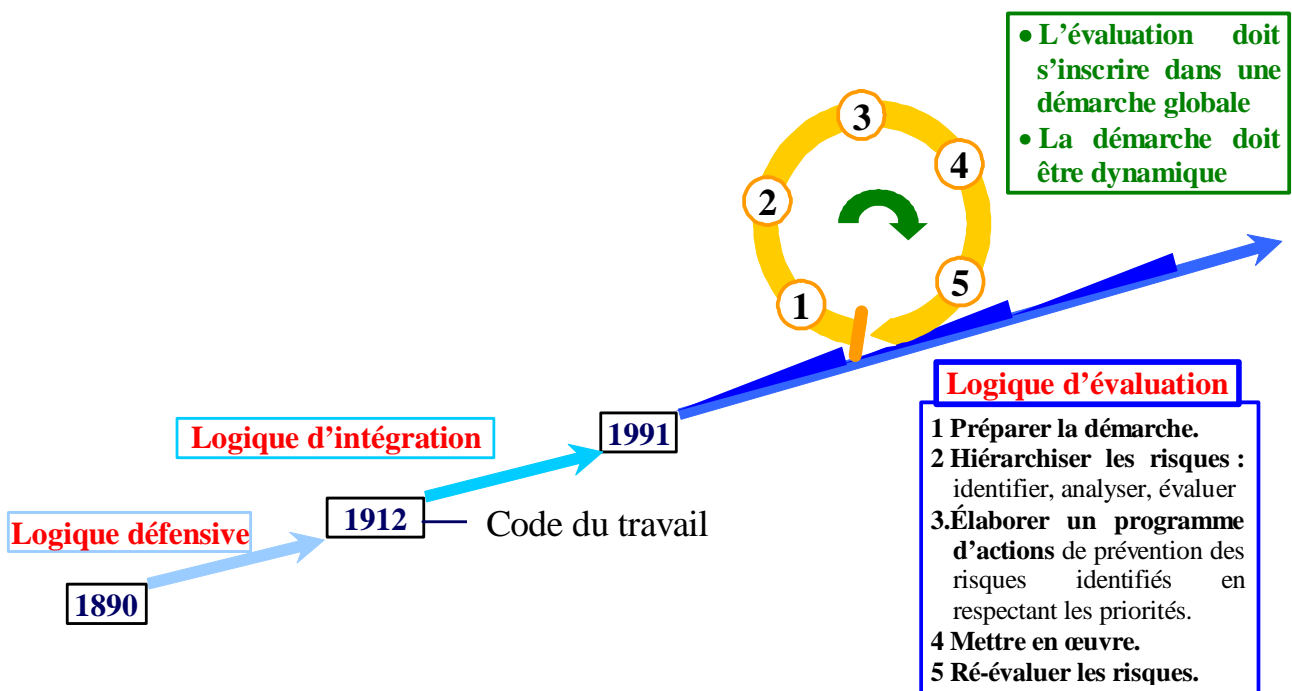 • L’évaluation doit
s’inscrire dans une
démarche globale
• La démarche doit
être dynamique
3
4
2
5
1
Logique d’évaluation
1 Préparer la démarche.
2 Hiérarchiser les risques :
identifier, analyser, évaluer
3.Élaborer un programme
d’actions de prévention des
risques identifiés en
respectant les priorités.
4 Mettre en œuvre.
5 Ré-évaluer les risques.
Logique d’intégration
1991
1912
Code du travail
Logique défensive
1890